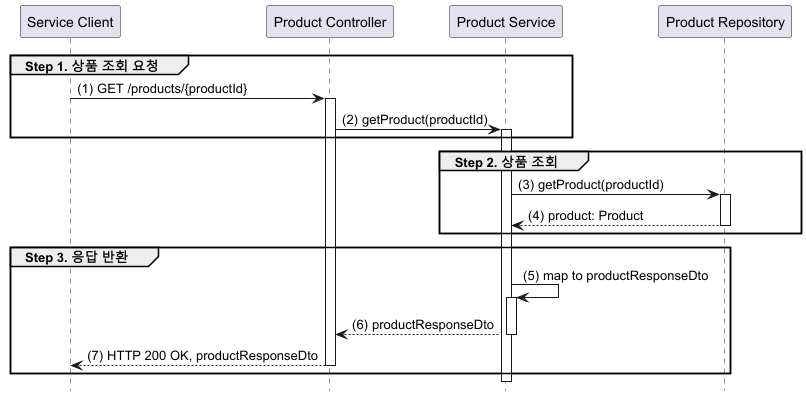 Service Client
Product Controller
Product Service
Product Repository
Step 1. 상품 조회 요청
(1) GET /products/{productId}
(2) getProduct(productId)
Step 2. 상품 조회
(3) getProduct(productId)
(4) product: Product
Step 3. 응답 반환
(5) map to productResponseDto
(6) productResponseDto
(7) HTTP 200 OK, productResponseDto